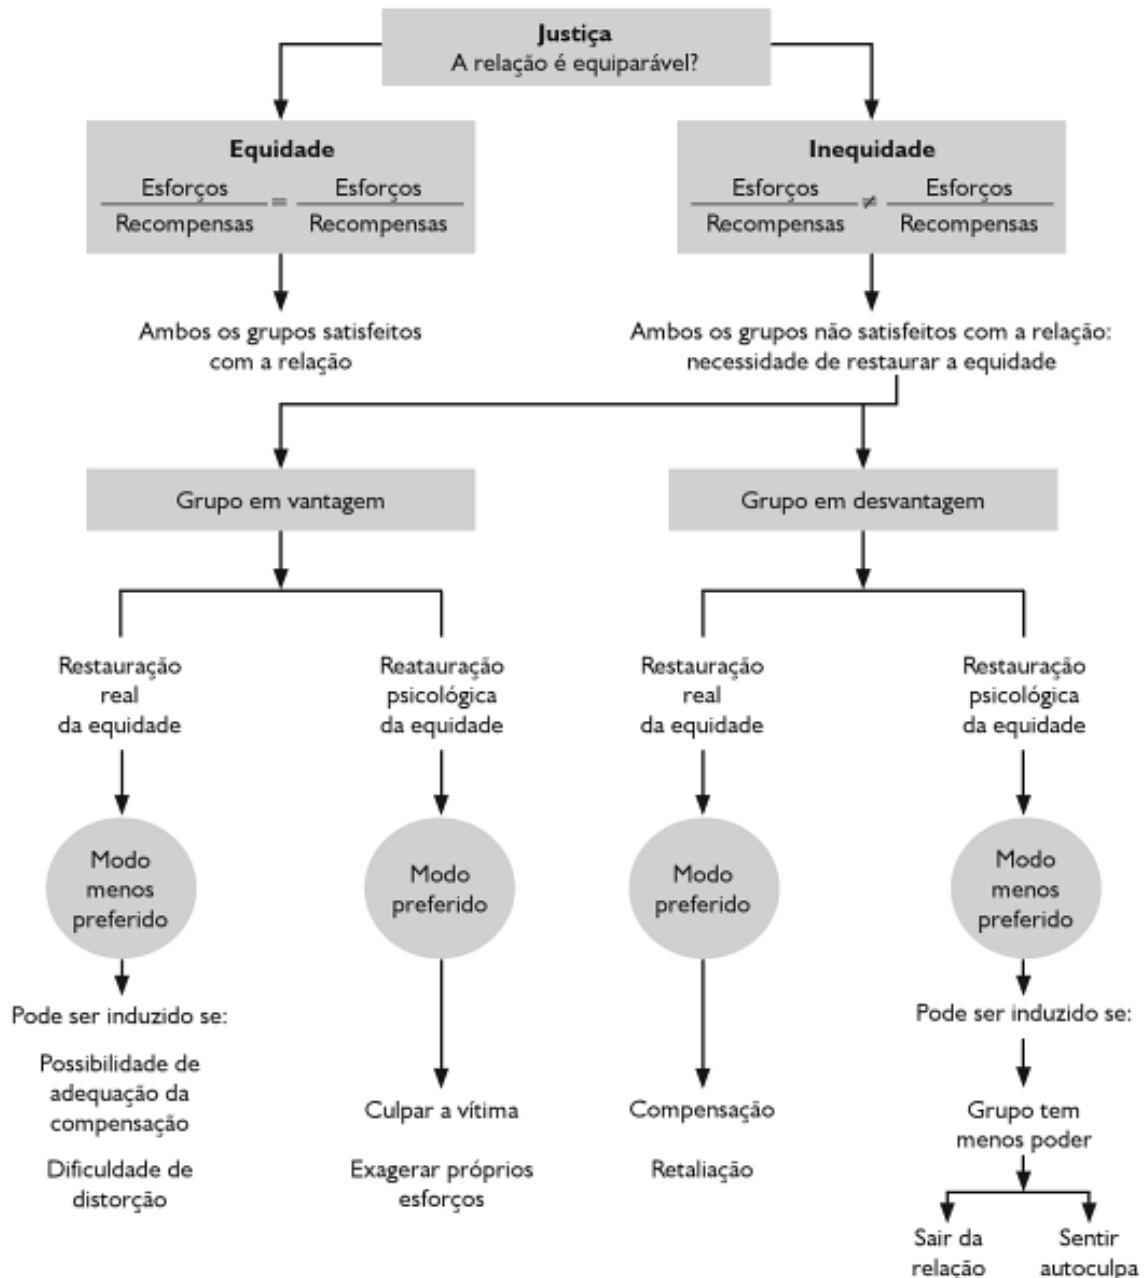 Justiça
A relação é equiparável?
Equidade
Esforços
Recompensas
=
Esforços
Recompensas
Inequidade
Esforços
Recompensas
≠
Esforços
Recompensas
Ambos os grupos satisfeitos
com a relação
Ambos os grupos não satisfeitos com a relação:
necessidade de restaurar a equidade
Grupo em vantagem
Grupo em desvantagem
Restauração
real
da equidade
Reatauração
psicológica
da equidade
Restauração
real
da equidade
Restauração
psicológica
da equidade
Modo
menos
preferido
Modo
preferido
Modo
preferido
Modo
menos
preferido
Pode ser induzido se:
Possibilidade de
adequação da
compensação
Dificuldade de
distorção
Culpar a vítima
Exagerar próprios
esforços
Compensação
Retaliação
Pode ser induzido se:
Grupo tem
menos poder
Sair da
relação
Sentir
autoculpa